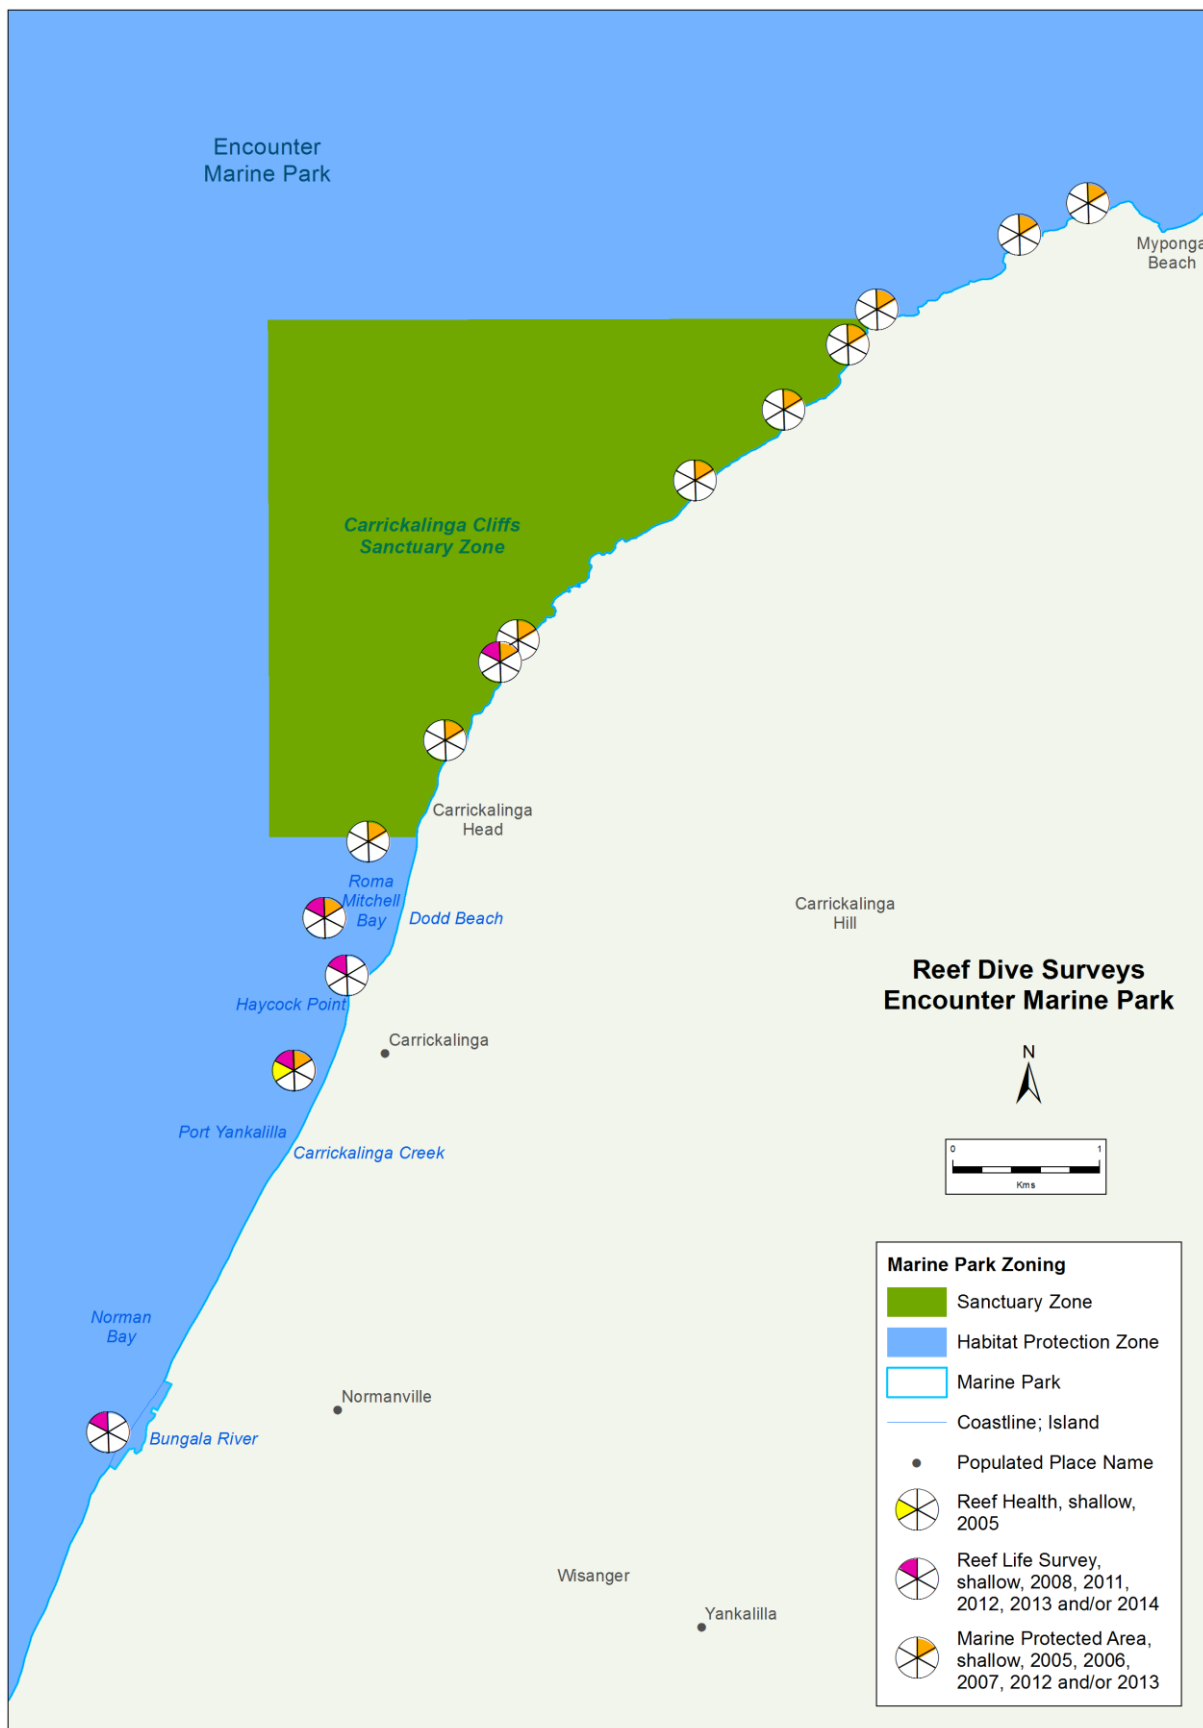 Encounter
Marine Park
Myponga
Beach
Carrickalinga Cliffs
Sanctuary Zone
Carrickalinga
Head
Roma
Mitchell
Bay
Dodd Beach
Carrickalinga
Hill
Reef Dive Surveys
Encounter Marine Park
Haycock Point
Carrickalinga
N
Port Yankalilla
Carrickalinga Creek
0 1
Kms
Marine Park Zoning
Sanctuary Zone
Habitat Protection Zone
Marine Park
Coastline; Island
Populated Place Name
Reef Health, shallow,
2005
Reef Life Survey,
shallow, 2008, 2011,
2012, 2013 and/or 2014
Marine Protected Area,
shallow, 2005, 2006,
2007, 2012 and/or 2013
Norman
Bay
Normanville
Bungala River
Wisanger
Yankalilla